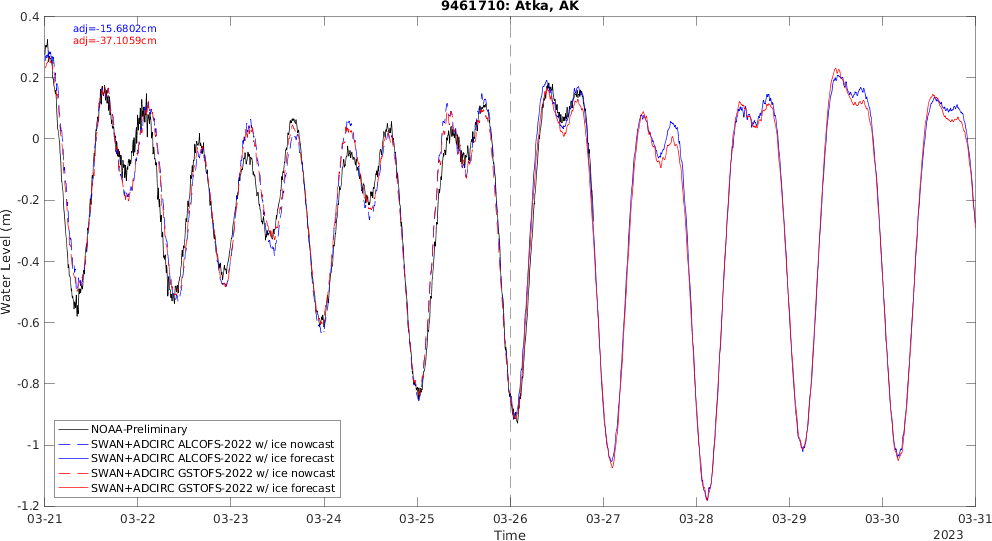 9461710: Atka, AK
adj=-15.6802cm
adj=-37.1059cm
0.4
0.2
0
-0.2
-0.4
-0.6
-0.8
-1
-1.2
Water Level (m)
NOAA-Preliminary
SWAN+ADCIRC ALCOFS-2022 w/ ice nowcast
SWAN+ADCIRC ALCOFS-2022 w/ ice forecast
SWAN+ADCIRC GSTOFS-2022 w/ ice nowcast
SWAN+ADCIRC GSTOFS-2022 w/ ice forecast
03-21 03-22 03-23 03-24 03-25 03-26 03-27 03-28 03-29 03-30 03-31
Time
2023